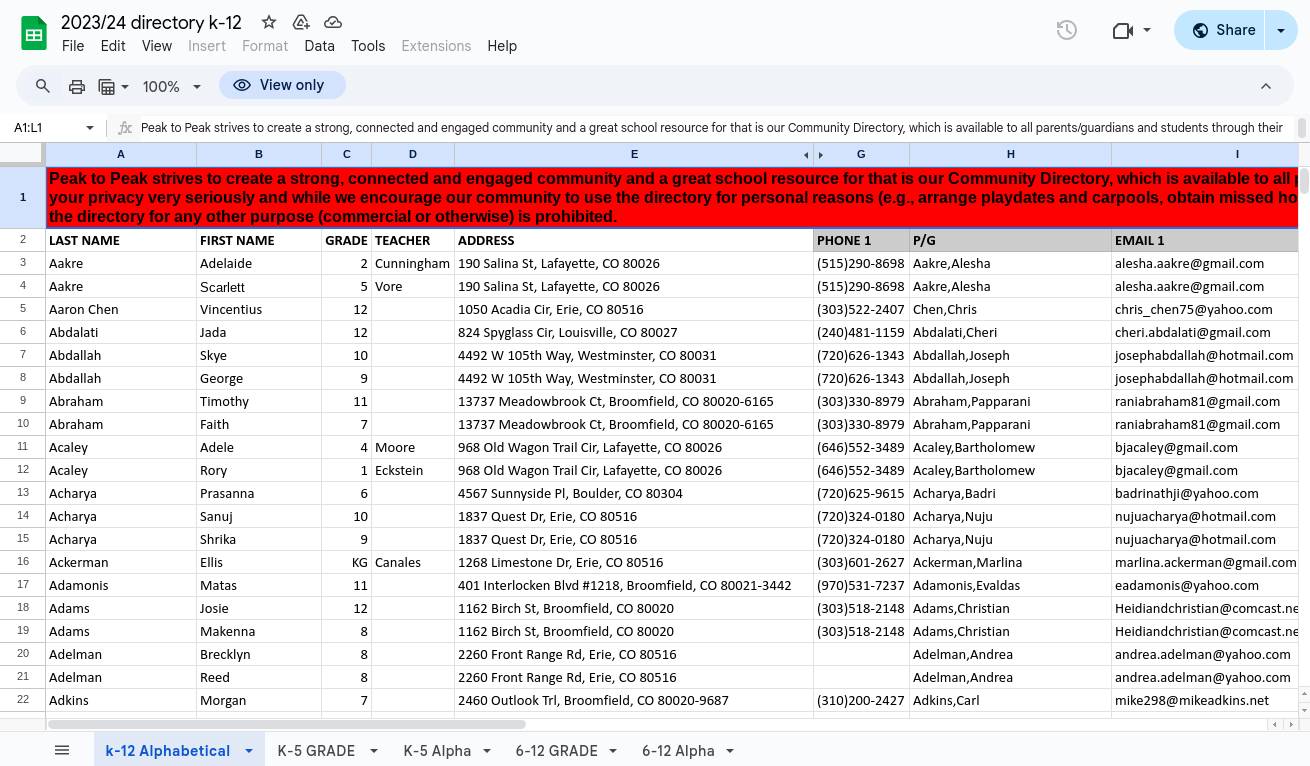 2023/24 directory k-12
File Edit View Insert Format Data Tools Extensions Help
Share
100% View only
A1:L1 fx Peak to Peak strives to create a strong, connected and engaged community and a great school resource for that is our Community Directory, which is available to all parents/guardians and students through their
A B C D E G H I
1 Peak to Peak strives to create a strong, connected and engaged community and a great school resource for that is our Community Directory, which is available to all
your privacy very seriously and while we encourage our community to use the directory for personal reasons (e.g., arrange playdates and carpools, obtain missed
the directory for any other purpose (commercial or otherwise) is prohibited.
2 LAST NAME FIRST NAME GRADE TEACHER ADDRESS PHONE 1 P/G EMAIL 1
3 Aakre Adelaide 2 Cunningham 190 Salina St, Lafayette, CO 80026 (515)290-8698 Aakre,Alesha alesha.aakre@gmail.com
4 Aakre Scarlett 5 Vore 190 Salina St, Lafayette, CO 80026 (515)290-8698 Aakre,Alesha alesha.aakre@gmail.com
5 Aaron Chen Vincentius 12 1050 Acadia Cir, Erie, CO 80516 (303)522-2407 Chen,Chris chris_chen75@yahoo.com
6 Abdalati Jada 12 824 Spyglass Cir, Louisville, CO 80027 (240)481-1159 Abdalati,Cheri cheri.abdalati@gmail.com
7 Abdallah Skye 10 4492 W 105th Way, Westminster, CO 80031 (720)626-1343 Abdallah,Joseph josephabdallah@hotmail.com
8 Abdallah George 9 4492 W 105th Way, Westminster, CO 80031 (720)626-1343 Abdallah,Joseph josephabdallah@hotmail.com
9 Abraham Timothy 11 13737 Meadowbrook Ct, Broomfield, CO 80020-6165 (303)330-8979 Abraham,Papparani raniabraham81@gmail.com
10 Abraham Faith 7 13737 Meadowbrook Ct, Broomfield, CO 80020-6165 (303)330-8979 Abraham,Papparani raniabraham81@gmail.com
11 Acaley Adele 4 Moore 968 Old Wagon Trail Cir, Lafayette, CO 80026 (646)552-3489 Acaley,Bartholomew bjacaley@gmail.com
12 Acaley Rory 1 Eckstein 968 Old Wagon Trail Cir, Lafayette, CO 80026 (646)552-3489 Acaley,Bartholomew bjacaley@gmail.com
13 Acharya Prasanna 6 4567 Sunnyside Pl, Boulder, CO 80304 (720)625-9615 Acharya,Badri badrinathji@yahoo.com
14 Acharya Sanuj 10 1837 Quest Dr, Erie, CO 80516 (720)324-0180 Acharya,Nuju nujuacharya@hotmail.com
15 Acharya Shrika 9 1837 Quest Dr, Erie, CO 80516 (720)324-0180 Acharya,Nuju nujuacharya@hotmail.com
16 Ackerman Ellis KG Canales 1268 Limestone Dr, Erie, CO 80516 (303)601-2627 Ackerman,Marlina marlina.ackerman@gmail.com
17 Adamonis Matas 11 401 Interlocken Blvd #1218, Broomfield, CO 80021-3442 (970)531-7237 Adamonis,Evaldas eadamonis@yahoo.com
18 Adams Josie 12 1162 Birch St, Broomfield, CO 80020 (303)518-2148 Adams,Christian Heidiandchristian@comcast.ne
19 Adams Makenna 8 1162 Birch St, Broomfield, CO 80020 (303)518-2148 Adams,Christian Heidiandchristian@comcast.ne
20 Adelman Brecklyn 8 2260 Front Range Rd, Erie, CO 80516 Adelman,Andrea andrea.adelman@yahoo.com
21 Adelman Reed 8 2260 Front Range Rd, Erie, CO 80516 Adelman,Andrea andrea.adelman@yahoo.com
22 Adkins Morgan 7 2460 Outlook Trl, Broomfield, CO 80020-9687 (310)200-2427 Adkins,Carl mike298@mikeadkins.net
k-12 Alphabetical K-5 GRADE K-5 Alpha 6-12 GRADE 6-12 Alpha